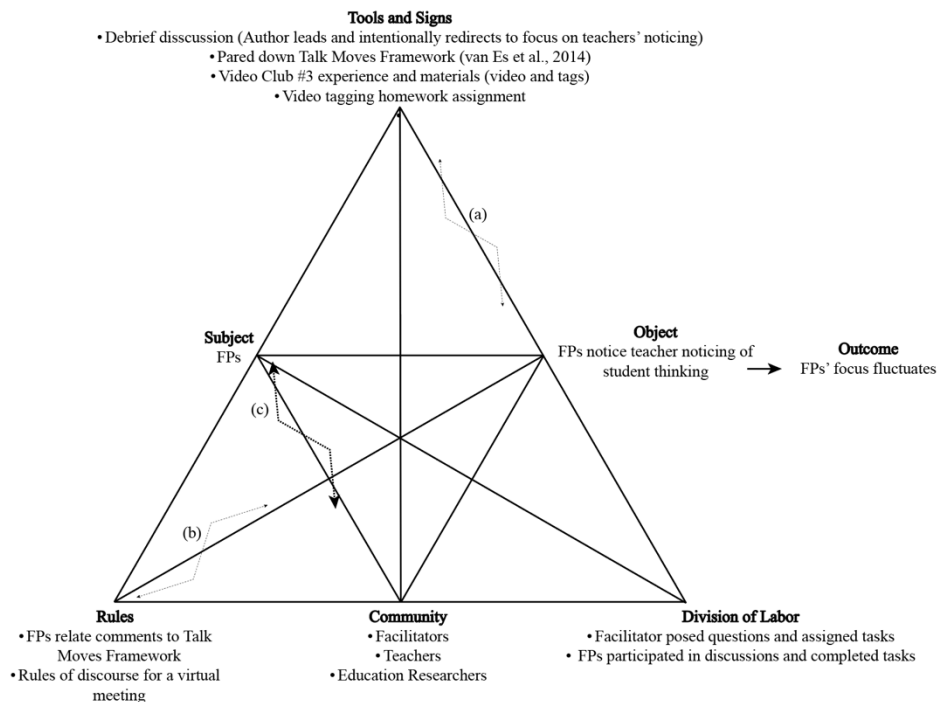 Tools and Signs
• Debrief disscussion (Author leads and intentionally redirects to focus on teachers' noticing)
• Pared down Talk Moves Framework (van Es et al., 2014)
• Video Club #3 experience and materials (video and tags)
• Video tagging homework assignment
(a)
Subject
FPs
Object
FPs notice teacher noticing of
student thinking
Outcome
FPs' focus fluctuates
(c)
(b)
Rules
• FPs relate comments to Talk
Moves Framework
• Rules of discourse for a virtual
meeting
Community
• Facilitators
• Teachers
• Education Researchers
Division of Labor
• Facilitator posed questions and assigned tasks
• FPs participated in discussions and completed tasks